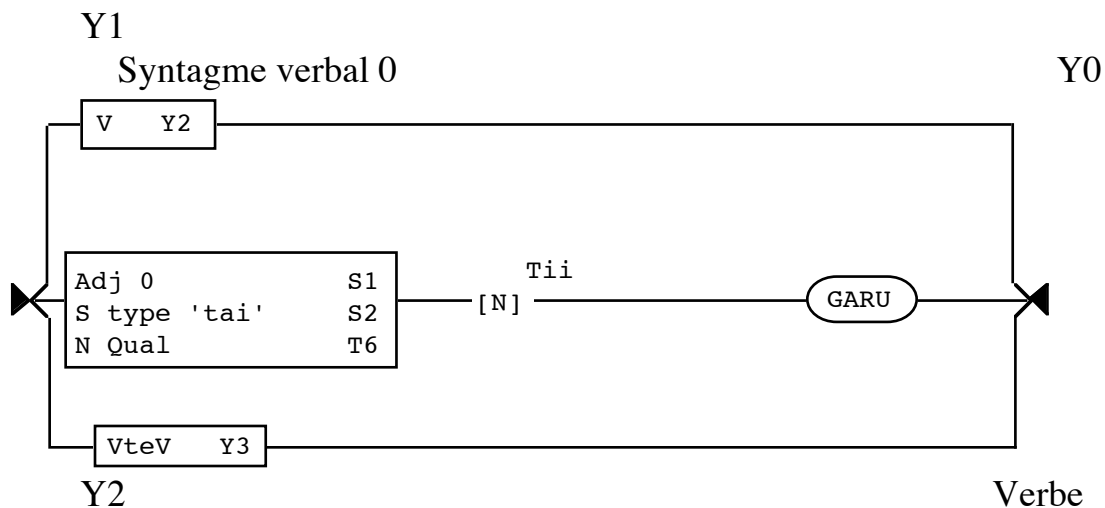 Y1
Syntagme verbal 0 Y0
V Y2
Adj 0 S1
S type 'tai' S2
N Qual T6
[N]
Tii
GARU
VteV Y3
Y2 Verbe